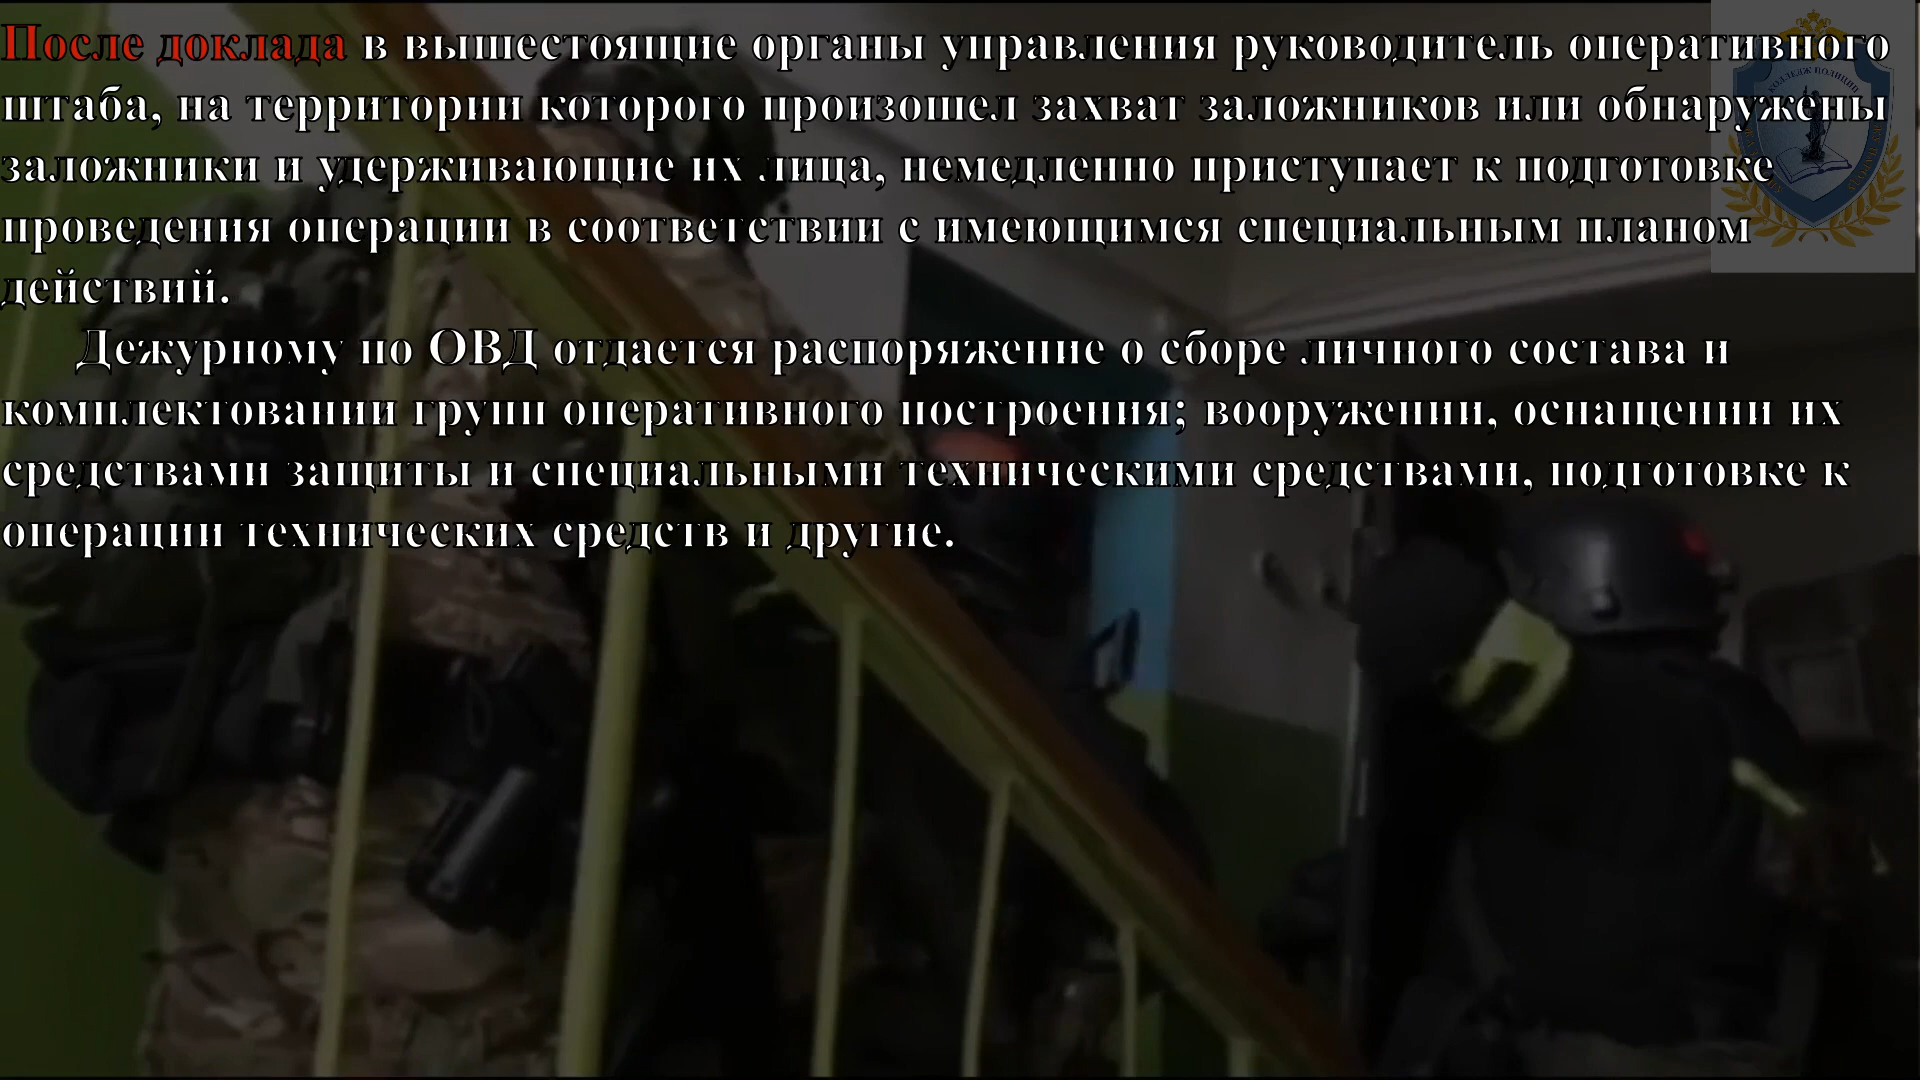 После доклада в вышестоящие органы управления руководитель оперативного
штаба, на территории которого произошел захват заложников или обнаружены
заложники и удерживающие их лица, немедленно приступает к подготовке
проведения операции в соответствии с имеющимся специальным планом
действий.
Дежурному по ОВД отдается распоряжение о сборе личного состава и
комплектовании групп оперативного построения; вооружении, оснащении их
средствами защиты и специальными техническими средствами, подготовке к
операции технических средств и другие.
КОЛЛЕДЖ ПОЛИЦИИ